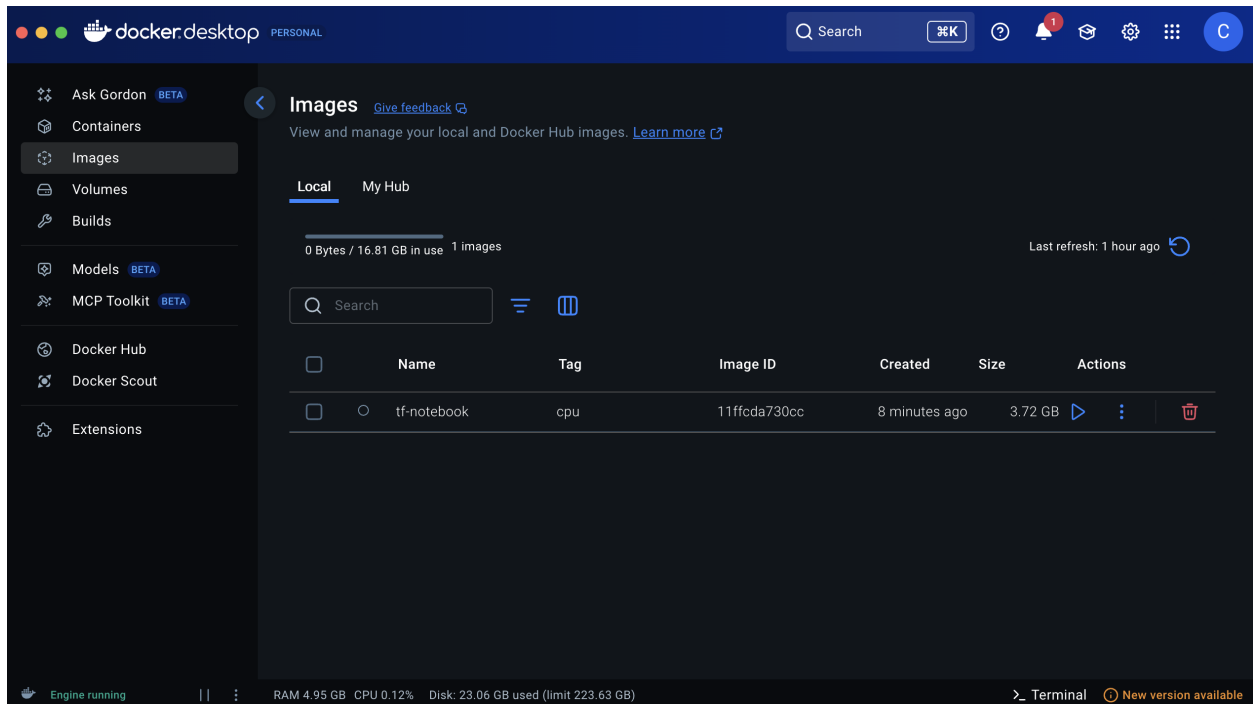 docker.desktop PERSONAL Search ⌘K 1 C
Ask Gordon BETA
Containers
Images
Volumes
Builds
Models BETA
MCP Toolkit BETA
Docker Hub
Docker Scout
Extensions
Images Give feedback
View and manage your local and Docker Hub images. Learn more
Local My Hub
0 Bytes / 16.81 GB in use 1 images Last refresh: 1 hour ago
Search
Name Tag Image ID Created Size Actions
tf-notebook cpu 11ffcda730cc 8 minutes ago 3.72 GB
Engine running RAM 4.95 GB CPU 0.12% Disk: 23.06 GB used (limit 223.63 GB) >_ Terminal New version available